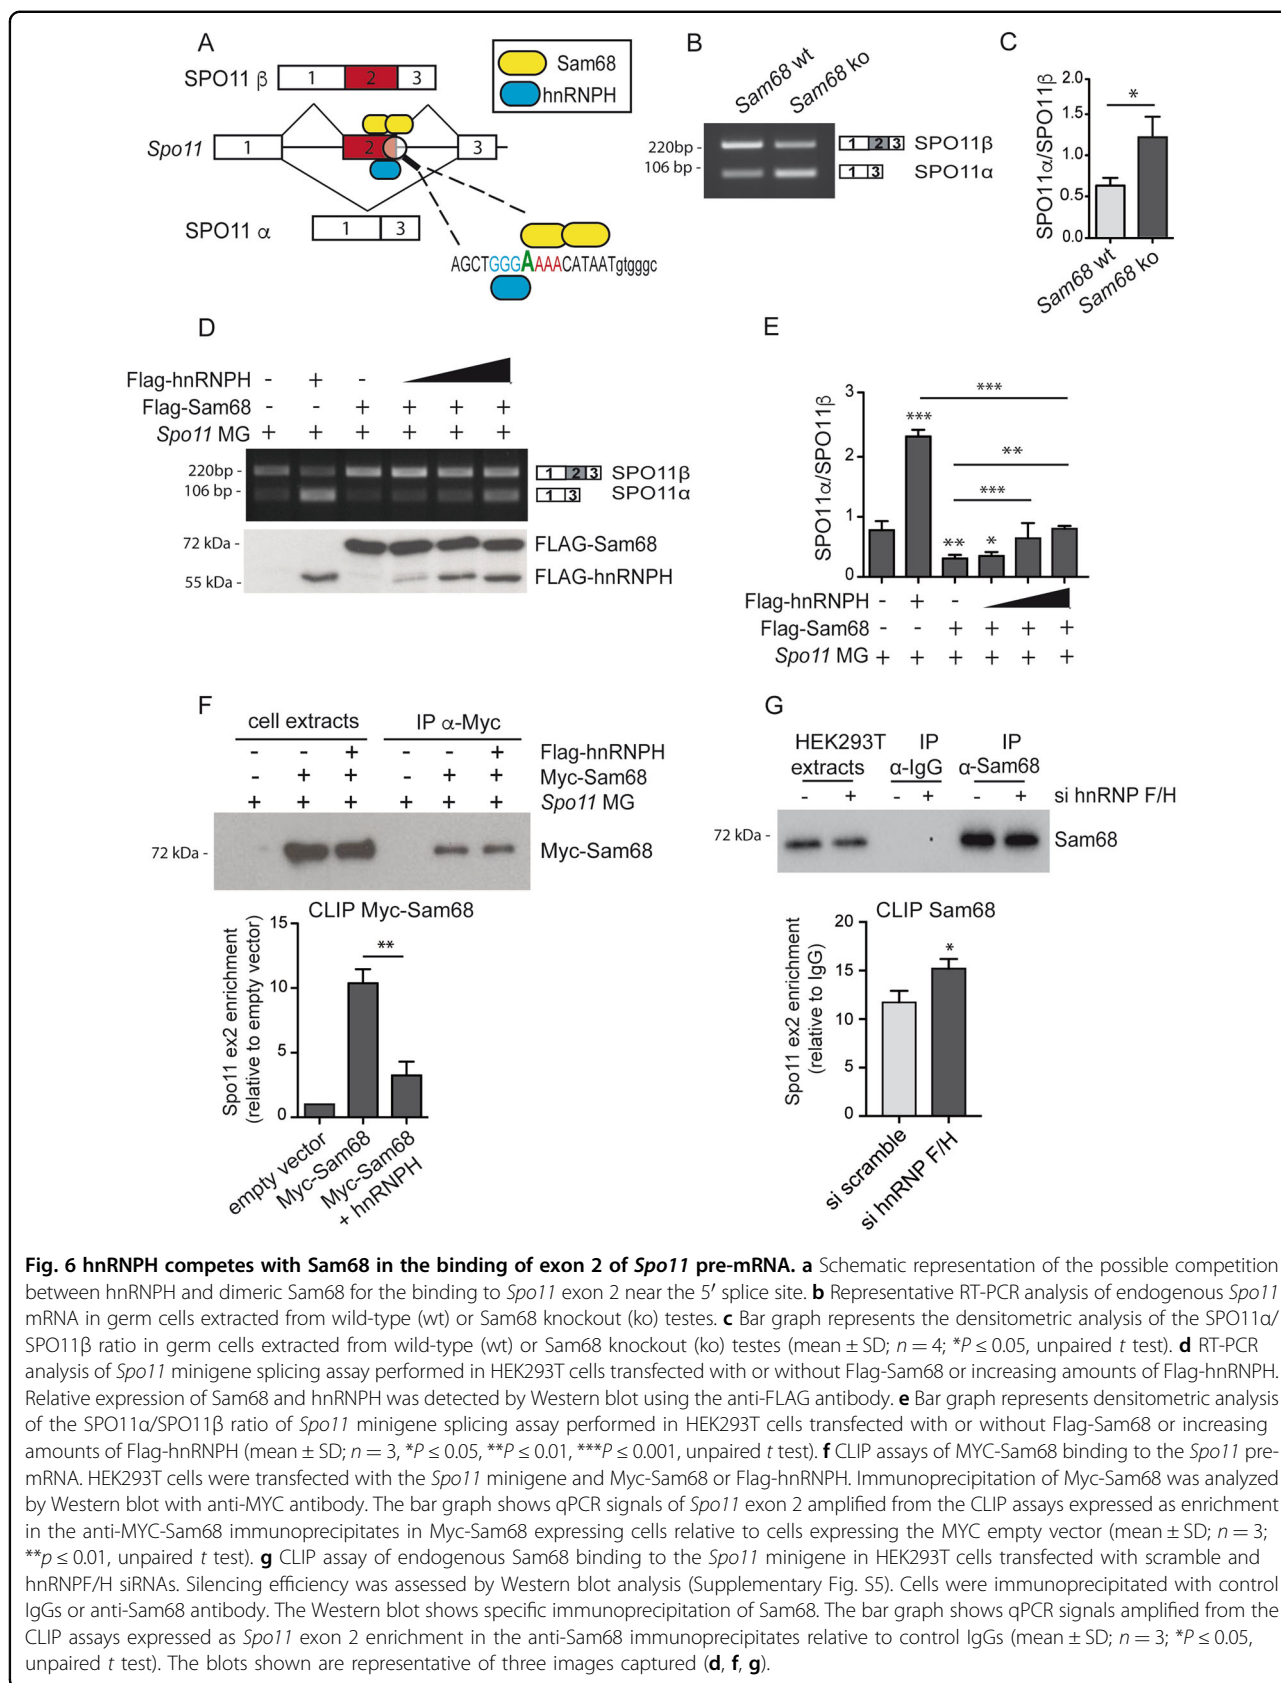 A
SPO11 β
1 2 3
Sam68
hnRNPH
Spo11
1 2 3
SPO11 α
1 3
AGCTGGGAAAACATAATgtgggc
B
Sam68 wt
Sam68 ko
220bp -
1 2 3 SPO11β
106 bp -
1 3 SPO11α
C
SPO11α/SPO11β
2.0
1.5
1.0
0.5
0.0
*
Sam68 wt
Sam68 ko
D
Flag-hnRNPH - + -
Flag-Sam68 - - + + + +
Spo11 MG + + + + + +
220bp -
1 2 3 SPO11β
106 bp -
1 3 SPO11α
72 kDa -
FLAG-Sam68
55 kDa -
FLAG-hnRNPH
E
SPO11α/SPO11β
3
2
1
0
***
***
**
***
** *
Flag-hnRNPH - + -
Flag-Sam68 - - + + + +
Spo11 MG + + + + + +
F
cell extracts IP α-Myc
- - + - - + Flag-hnRNPH
- + + - + + Myc-Sam68
+ + + + + + Spo11 MG
72 kDa -
Myc-Sam68
CLIP Myc-Sam68
Spo11 ex2 enrichment
(relative to empty vector)
15
10
5
0
**
empty vector
Myc-Sam68
Myc-Sam68
+ hnRNPH
G
HEK293T
extracts
IP
α-IgG
IP
α-Sam68
- + - + - + si hnRNP F/H
72 kDa -
Sam68
CLIP Sam68
Spo11 ex2 enrichment
(relative to IgG)
20
15
10
5
0
*
si scramble
si hnRNP F/H
Fig. 6 hnRNPH competes with Sam68 in the binding of exon 2 of Spo11 pre-mRNA. a Schematic representation of the possible competition
between hnRNPH and dimeric Sam68 for the binding to Spo11 exon 2 near the 5′ splice site. b Representative RT-PCR analysis of endogenous Spo11
mRNA in germ cells extracted from wild-type (wt) or Sam68 knockout (ko) testes. c Bar graph represents the densitometric analysis of the SPO11α/
SPO11β ratio in germ cells extracted from wild-type (wt) or Sam68 knockout (ko) testes (mean ± SD; n = 4; *P ≤ 0.05, unpaired t test). d RT-PCR
analysis of Spo11 minigene splicing assay performed in HEK293T cells transfected with or without Flag-Sam68 or increasing amounts of Flag-hnRNPH.
Relative expression of Sam68 and hnRNPH was detected by Western blot using the anti-FLAG antibody. e Bar graph represents densitometric analysis
of the SPO11α/SPO11β ratio of Spo11 minigene splicing assay performed in HEK293T cells transfected with or without Flag-Sam68 or increasing
amounts of Flag-hnRNPH (mean ± SD; n = 3, *P ≤ 0.05, **P ≤ 0.01, ***P ≤ 0.001, unpaired t test). f CLIP assays of MYC-Sam68 binding to the Spo11 pre-
mRNA. HEK293T cells were transfected with the Spo11 minigene and Myc-Sam68 or Flag-hnRNPH. Immunoprecipitation of Myc-Sam68 was analyzed
by Western blot with anti-MYC antibody. The bar graph shows qPCR signals of Spo11 exon 2 amplified from the CLIP assays expressed as enrichment
in the anti-MYC-Sam68 immunoprecipitates in Myc-Sam68 expressing cells relative to cells expressing the MYC empty vector (mean ± SD; n = 3;
**p ≤ 0.01, unpaired t test). g CLIP assay of endogenous Sam68 binding to the Spo11 minigene in HEK293T cells transfected with scramble and
hnRNPF/H siRNAs. Silencing efficiency was assessed by Western blot analysis (Supplementary Fig. S5). Cells were immunoprecipitated with control
IgGs or anti-Sam68 antibody. The Western blot shows specific immunoprecipitation of Sam68. The bar graph shows qPCR signals amplified from the
CLIP assays expressed as Spo11 exon 2 enrichment in the anti-Sam68 immunoprecipitates relative to control IgGs (mean ± SD; n = 3; *P ≤ 0.05,
unpaired t test). The blots shown are representative of three images captured (d, f, g).